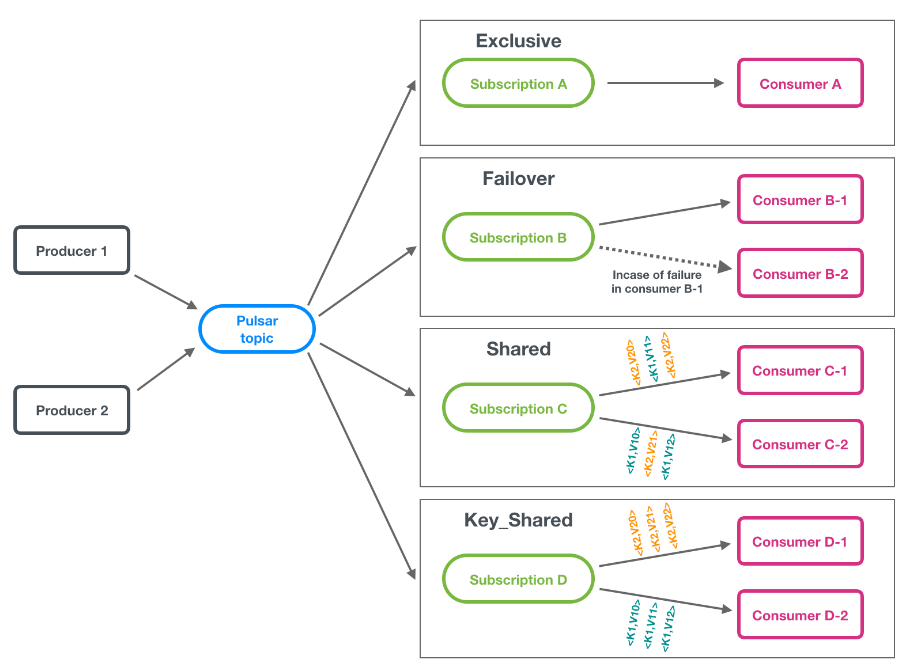 Exclusive
Subscription A
Consumer A
Failover
Consumer B-1
Subscription B
Consumer B-2
Incase of failure
in consumer B-1
Producer 1
Pulsar
topic
Producer 2
Shared
<K2,V20>
<K1,V11>
<K2,V22>
Consumer C-1
Subscription C
Consumer C-2
<K1,V10>
<K2,V21>
<K1,V12>
Key_Shared
<K2,V20>
<K2,V21>
<K2,V22>
Consumer D-1
Subscription D
Consumer D-2
<K1,V10>
<K1,V11>
<K1,V12>